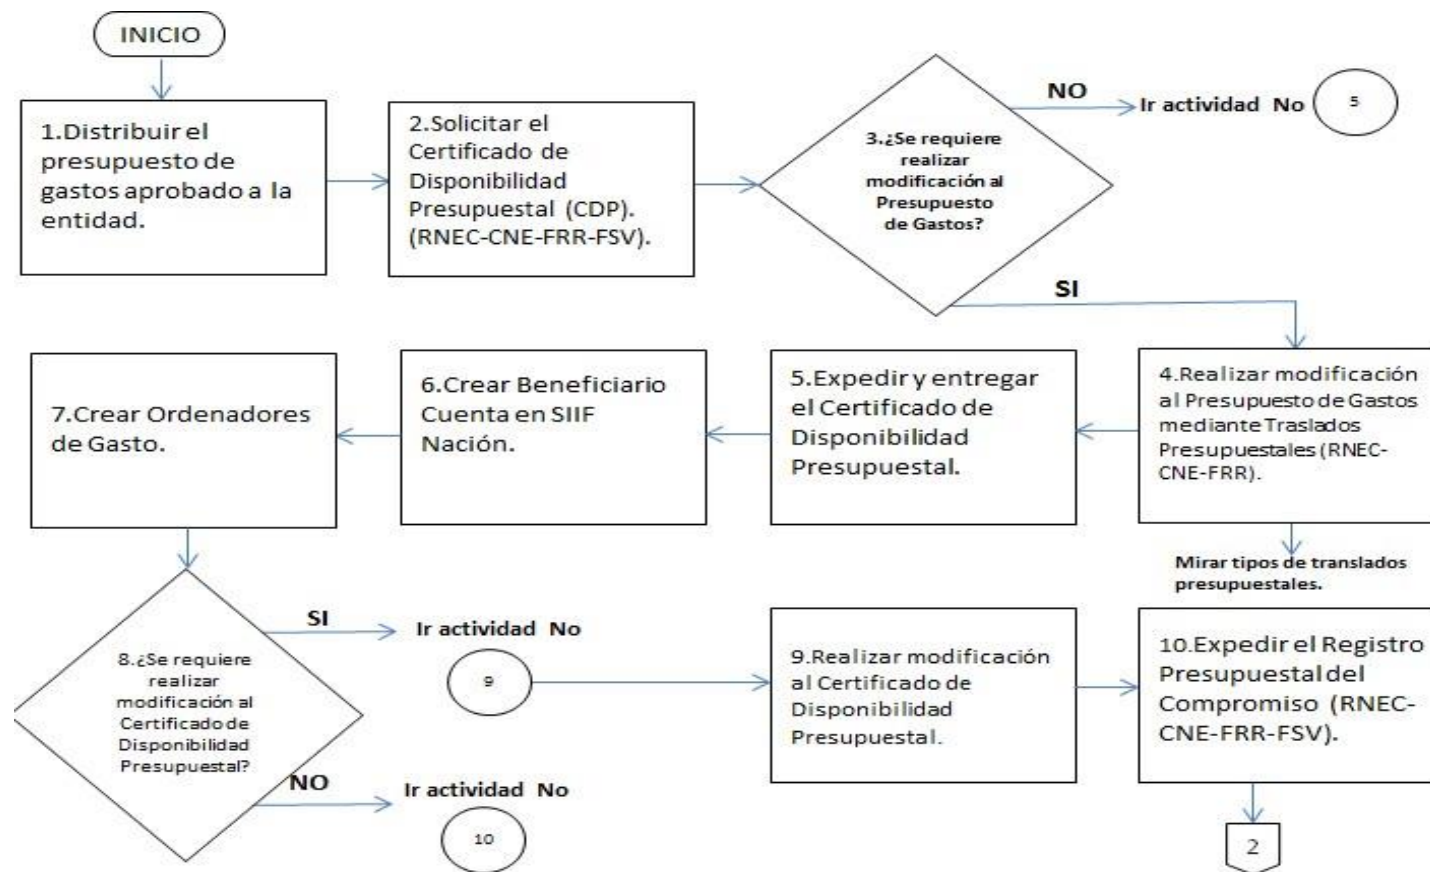 INICIO
1.Distribuir el
presupuesto de
gastos aprobado a la
entidad.
2.Solicitar el
Certificado de
Disponibilidad
Presupuestal (CDP).
(RNEC-CNE-FRR-FSV).
3.¿Se requiere
realizar
modificación al
Presupuesto
de Gastos?
NO
Ir actividad No
5
SI
4.Realizar modificación
al Presupuesto de Gastos
mediante Traslados
Presupuestales (RNEC-
CNE-FRR).
Mirar tipos de translados
presupuestales.
5.Expedir y entregar
el Certificado de
Disponibilidad
Presupuestal.
6.Crear Beneficiario
Cuenta en SIIF
Nación.
7.Crear Ordenadores
de Gasto.
8.¿Se requiere
realizar
modificación al
Certificado de
Disponibilidad
Presupuestal?
SI
Ir actividad No
9
NO
Ir actividad No
10
9.Realizar modificación
al Certificado de
Disponibilidad
Presupuestal.
10.Expedir el Registro
Presupuestal del
Compromiso (RNEC-
CNE-FRR-FSV).
2